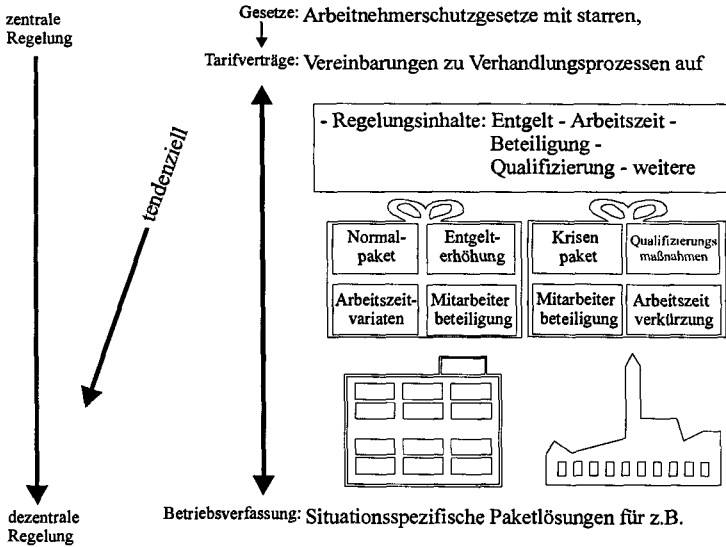 zentrale
Regelung
Gesetze: Arbeitnehmerschutzgesetze mit starren,
Tarifverträge: Vereinbarungen zu Verhandlungsprozessen auf
tendenziell
- Regelungsinhalte: Entgelt - Arbeitszeit -
Beteiligung -
Qualifizierung - weitere
Normal-
paket
Entgelt-
erhöhung
Arbeitszeit-
variaten
Mitarbeiter
beteiligung
Krisen
paket
Qualifizierungs
maßnahmen
Mitarbeiter
beteiligung
Arbeitszeit
verkürzung
dezentrale
Regelung
Betriebsverfassung: Situationsspezifische Paketlösungen für z.B.